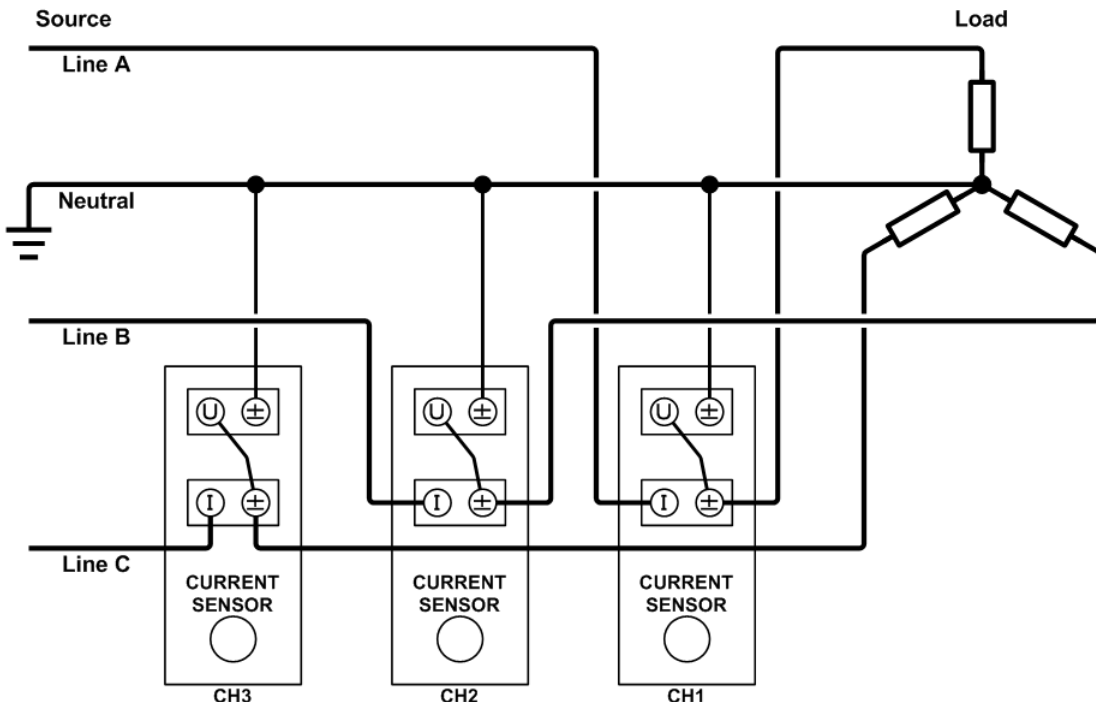 Source
Load
Line A
Neutral
Line B
U ±
U ±
U ±
I ±
I ±
I ±
Line C
CURRENT
SENSOR
CURRENT
SENSOR
CURRENT
SENSOR
CH3
CH2
CH1